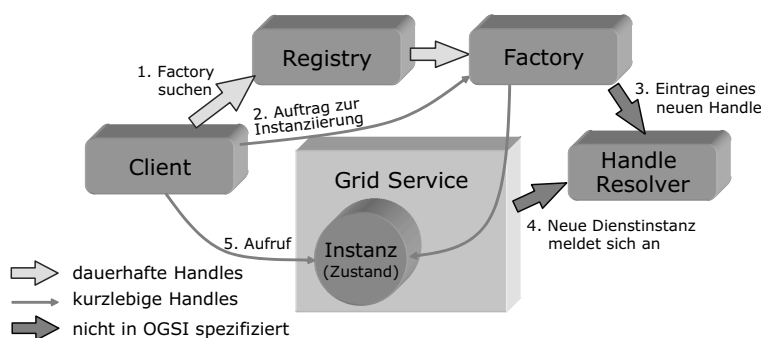 Registry
Factory
1. Factory
suchen
2. Auftrag zur
Instanziierung
3. Eintrag eines
neuen Handle
Client
Grid Service
Handle
Resolver
4. Neue Dienstinstanz
meldet sich an
5. Aufruf
Instanz
(Zustand)
dauerhafte Handles
kurzlebige Handles
nicht in OGSI spezifiziert